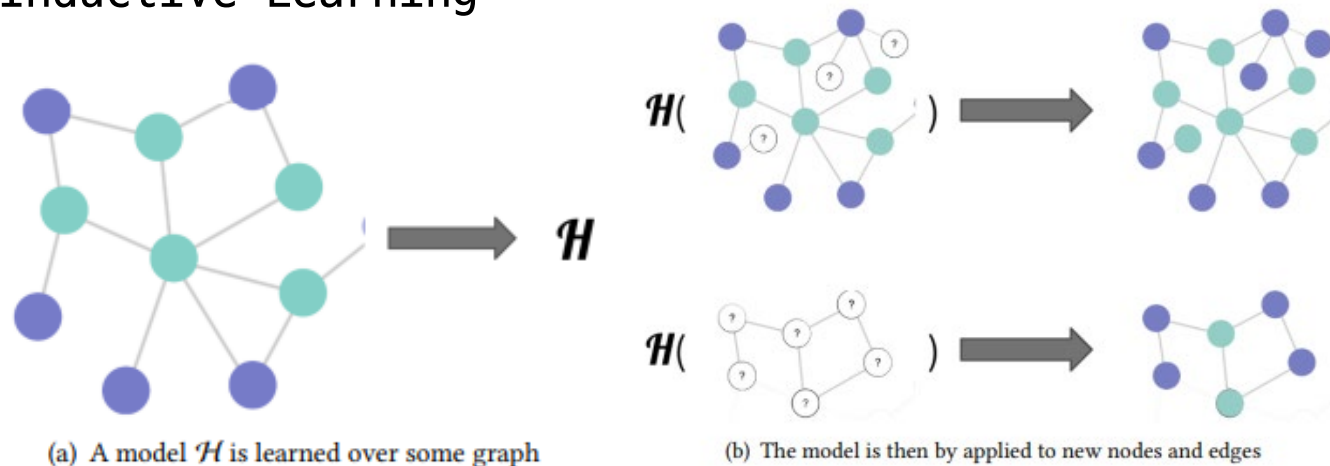 Inductive Learning
H
H( ? ? ? )
H( ? ? ? ? ? ? )
(a) A model H is learned over some graph
(b) The model is then by applied to new nodes and edges